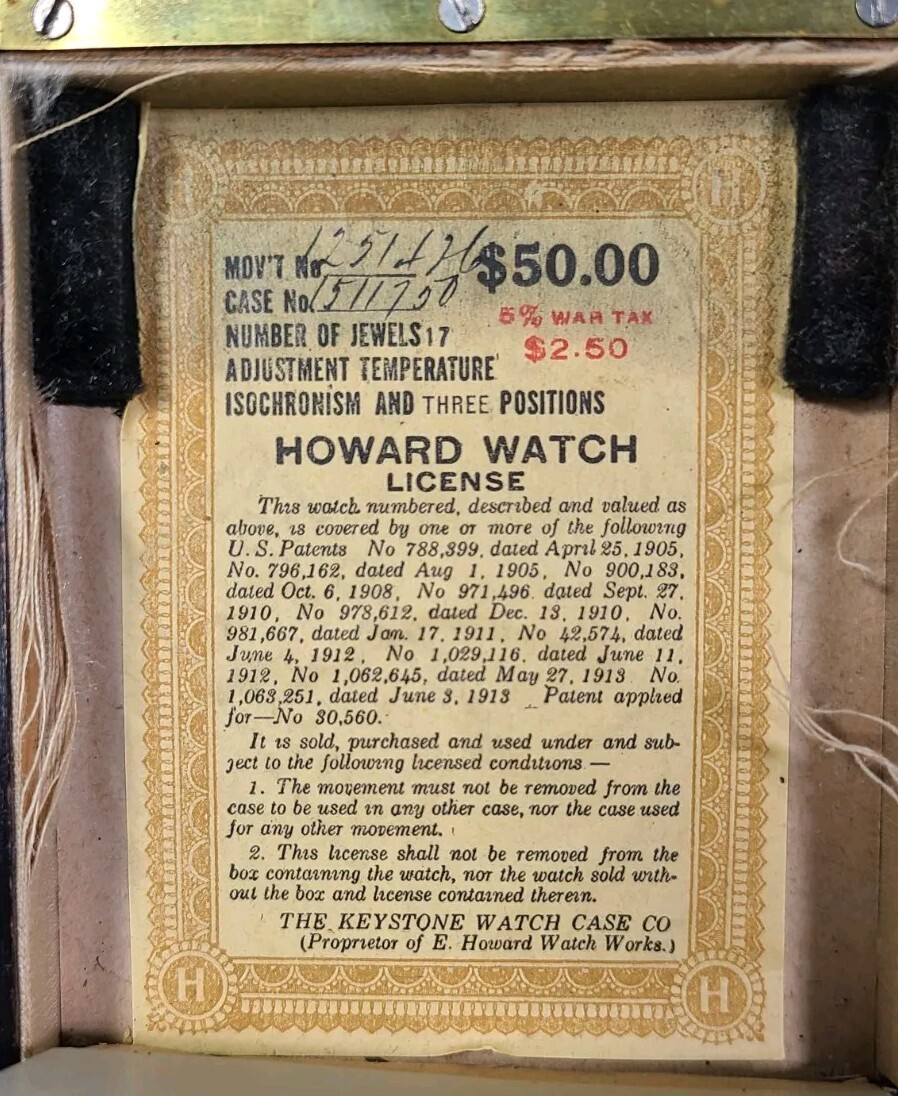 H H
MOV'T No 1251426 $50.00
CASE No. 1511750
5% WAR TAX
NUMBER OF JEWELS 17
$2.50
ADJUSTMENT TEMPERATURE
ISOCHRONISM AND THREE POSITIONS
HOWARD WATCH
LICENSE
This watch numbered, described and valued as
above, is covered by one or more of the following
U. S. Patents No 788,399, dated April 25, 1905,
No. 796,162, dated Aug 1, 1905, No 900,183,
dated Oct. 6, 1908, No 971,496 dated Sept. 27,
1910, No 978,612, dated Dec. 13, 1910, No.
981,667, dated Jan. 17, 1911, No 42,574, dated
June 4, 1912, No 1,029,116, dated June 11,
1912, No 1,062,645, dated May 27, 1913 No.
1,063,251, dated June 3, 1913 Patent applied
for—No 30,560.
It is sold, purchased and used under and sub-
ject to the following licensed conditions —
1. The movement must not be removed from the
case to be used in any other case, nor the case used
for any other movement.
2. This license shall not be removed from the
box containing the watch, nor the watch sold with-
out the box and license contained therein.
THE KEYSTONE WATCH CASE CO
(Proprietor of E. Howard Watch Works.)
H H